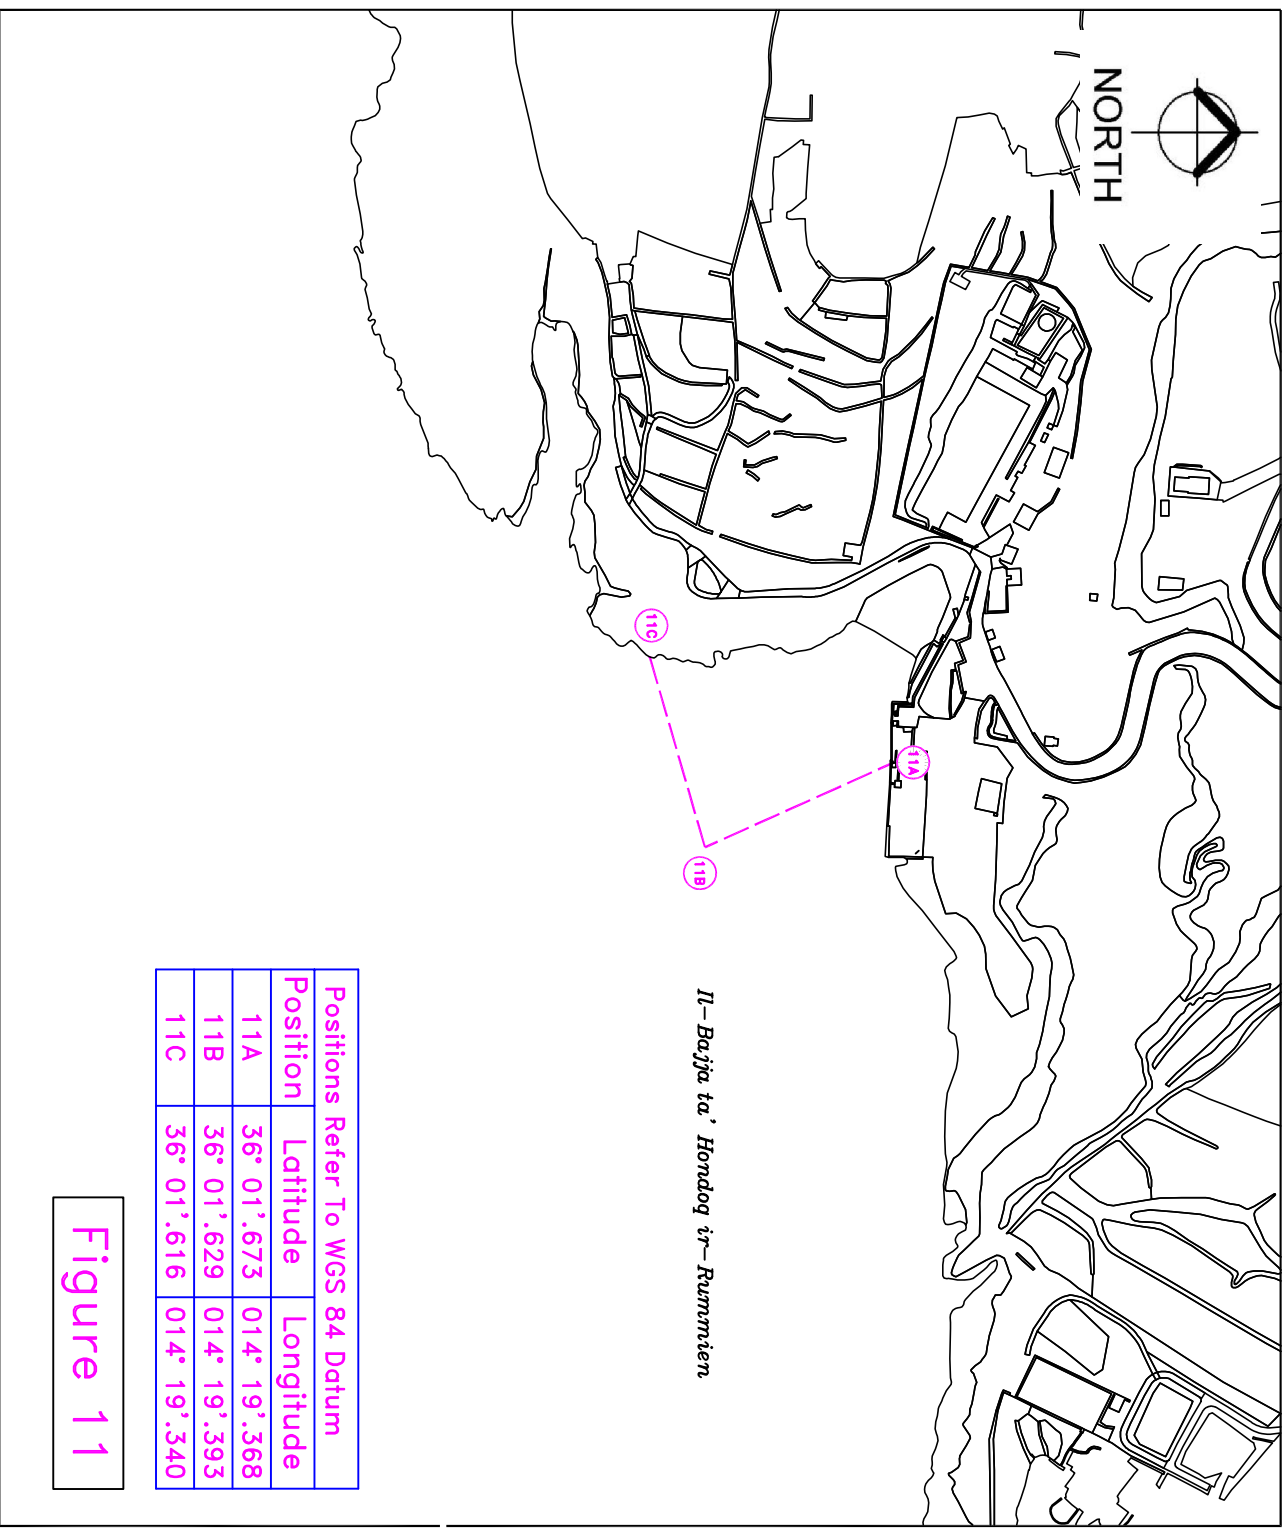 NORTH
11A
11C
11B
Il-Bajja ta' Hondoq ir-Rummien
Positions Refer To WGS 84 Datum
Position Latitude Longitude
11A 36° 01'.673 014° 19'.368
11B 36° 01'.629 014° 19'.393
11C 36° 01'.616 014° 19'.340
Figure 11